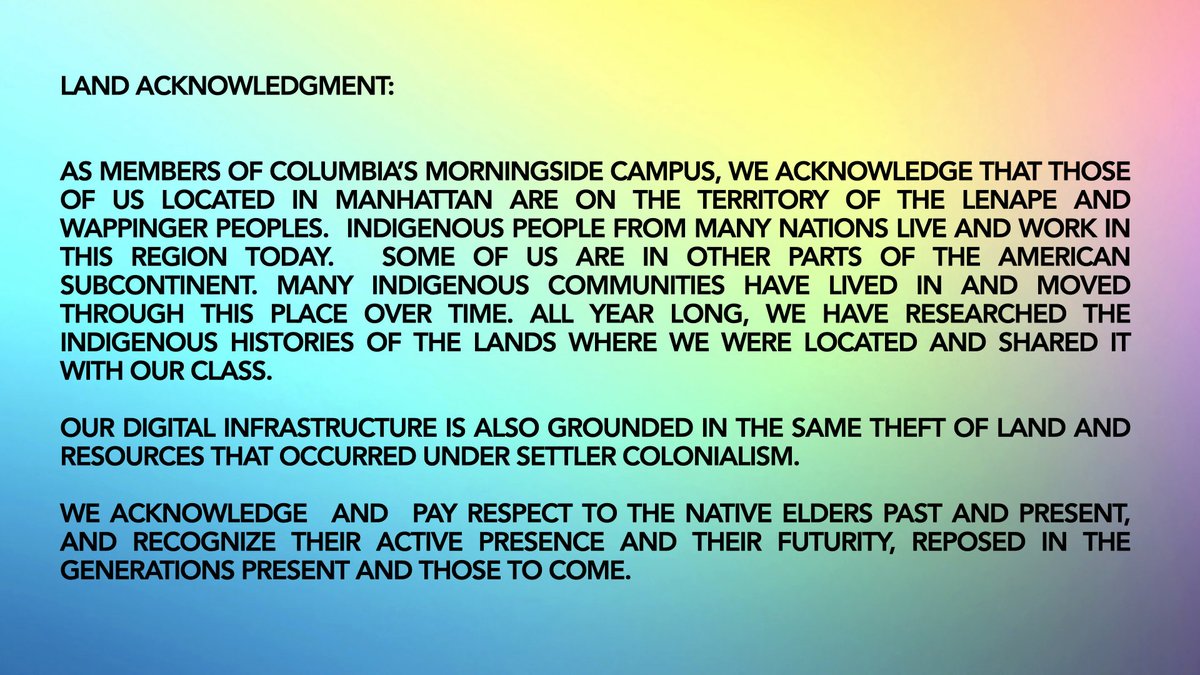 LAND ACKNOWLEDGMENT:
AS MEMBERS OF COLUMBIA’S MORNINGSIDE CAMPUS, WE ACKNOWLEDGE THAT THOSE
OF US LOCATED IN MANHATTAN ARE ON THE TERRITORY OF THE LENAPE AND
WAPPINGER PEOPLES.  INDIGENOUS PEOPLE FROM MANY NATIONS LIVE AND WORK IN
THIS REGION TODAY.   SOME OF US ARE IN OTHER PARTS OF THE AMERICAN
SUBCONTINENT. MANY INDIGENOUS COMMUNITIES HAVE LIVED IN AND MOVED
THROUGH THIS PLACE OVER TIME. ALL YEAR LONG, WE HAVE RESEARCHED THE
INDIGENOUS HISTORIES OF THE LANDS WHERE WE WERE LOCATED AND SHARED IT
WITH OUR CLASS.
OUR DIGITAL INFRASTRUCTURE IS ALSO GROUNDED IN THE SAME THEFT OF LAND AND
RESOURCES THAT OCCURRED UNDER SETTLER COLONIALISM.
WE ACKNOWLEDGE  AND  PAY RESPECT TO THE NATIVE ELDERS PAST AND PRESENT,
AND RECOGNIZE THEIR ACTIVE PRESENCE AND THEIR FUTURITY, REPOSED IN THE
GENERATIONS PRESENT AND THOSE TO COME.